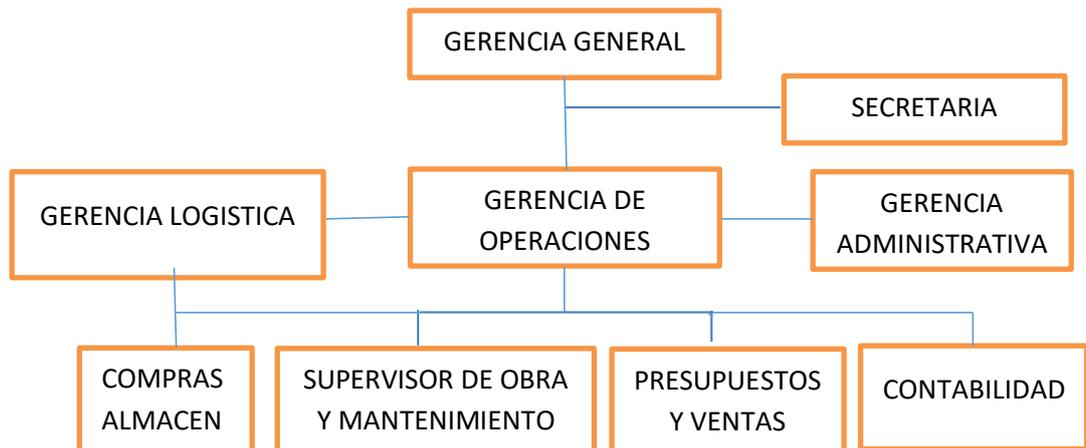 GERENCIA GENERAL
SECRETARIA
GERENCIA LOGISTICA
GERENCIA DE
OPERACIONES
GERENCIA
ADMINISTRATIVA
COMPRAS
ALMACEN
SUPERVISOR DE OBRA
Y MANTENIMIENTO
PRESUPUESTOS
Y VENTAS
CONTABILIDAD